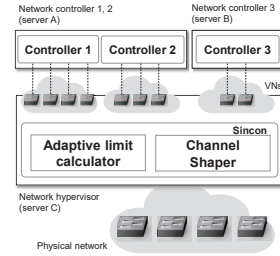 Network controller 1, 2
(server A)
Network controller 3
(server B)
Controller 1
Controller 2
Controller 3
VNs
Sincon
Adaptive limit
calculator
Channel
Shaper
Network hypervisor
(server C)
Physical network